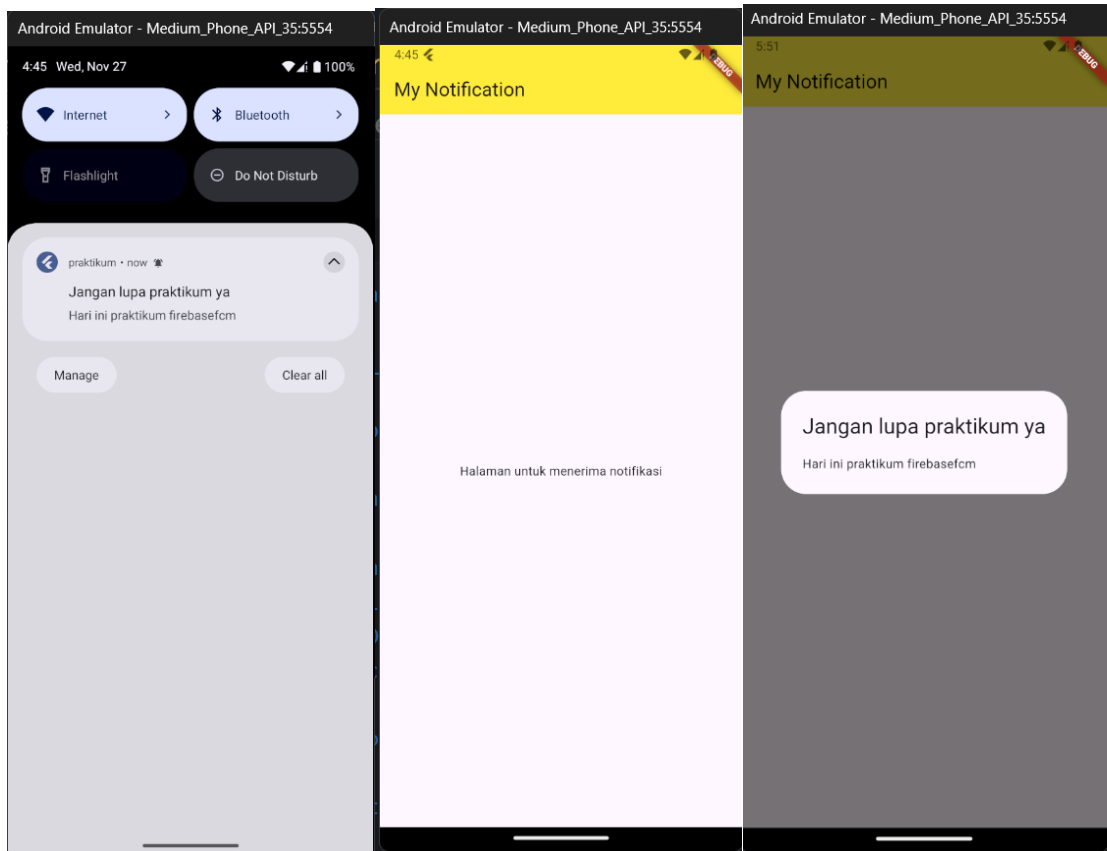 Android Emulator - Medium_Phone_API_35:5554
4:45 Wed, Nov 27
100%
Internet
Bluetooth
Flashlight
Do Not Disturb
praktikum • now
Jangan lupa praktikum ya
Hari ini praktikum firebasefcm
Manage
Clear all
Android Emulator - Medium_Phone_API_35:5554
4:45
DEBUG
My Notification
Halaman untuk menerima notifikasi
Android Emulator - Medium_Phone_API_35:5554
5:51
DEBUG
My Notification
Jangan lupa praktikum ya
Hari ini praktikum firebasefcm